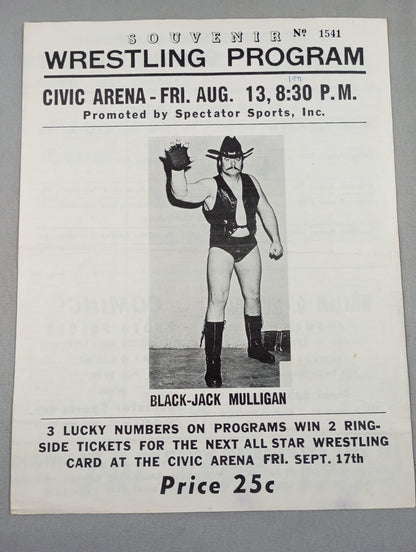 SOUVENIR Nº 1541
WRESTLING PROGRAM
1971
CIVIC ARENA - FRI. AUG. 13, 8:30 P.M.
Promoted by Spectator Sports, Inc.
BLACK-JACK MULLIGAN
3 LUCKY NUMBERS ON PROGRAMS WIN 2 RING-
SIDE TICKETS FOR THE NEXT ALL STAR WRESTLING
CARD AT THE CIVIC ARENA FRI. SEPT. 17th
Price 25c